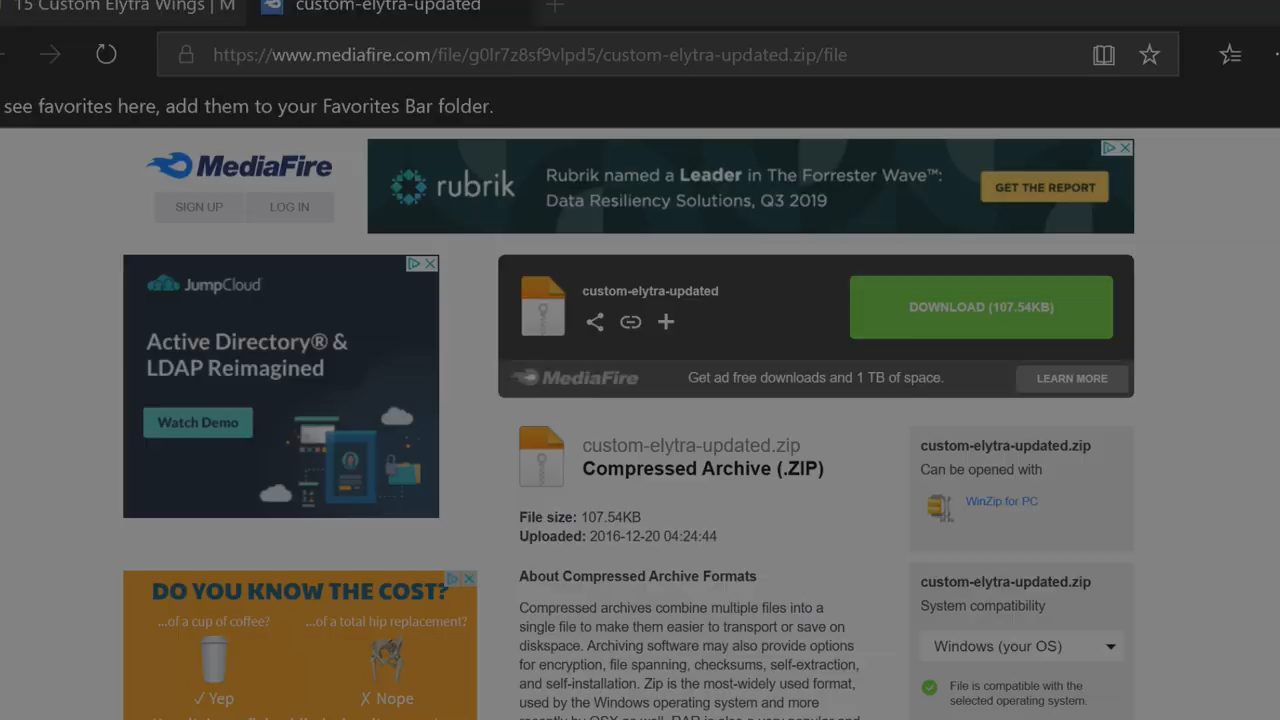 15 Custom Elytra Wings | M
custom-elytra-updated
https://www.mediafire.com/file/g0lr7z8sf9vlpd5/custom-elytra-updated.zip/file
see favorites here, add them to your Favorites Bar folder.
MediaFire
SIGN UP
LOG IN
rubrik
Rubrik named a Leader in The Forrester Wave™:
Data Resiliency Solutions, Q3 2019
GET THE REPORT
JumpCloud
Active Directory® &
LDAP Reimagined
Watch Demo
custom-elytra-updated
DOWNLOAD (107.54KB)
MediaFire
Get ad free downloads and 1 TB of space.
LEARN MORE
custom-elytra-updated.zip
Compressed Archive (.ZIP)
File size: 107.54KB
Uploaded: 2016-12-20 04:24:44
About Compressed Archive Formats
Compressed archives combine multiple files into a
single file to make them easier to transport or save on
diskspace. Archiving software may also provide options
for encryption, file spanning, checksums, self-extraction,
and self-installation. Zip is the most-widely used format,
used by the Windows operating system and more
custom-elytra-updated.zip
Can be opened with
WinZip for PC
custom-elytra-updated.zip
System compatibility
Windows (your OS)
File is compatible with the
selected operating system.
DO YOU KNOW THE COST?
...of a cup of coffee?
...of a total hip replacement?
✓ Yep
X Nope